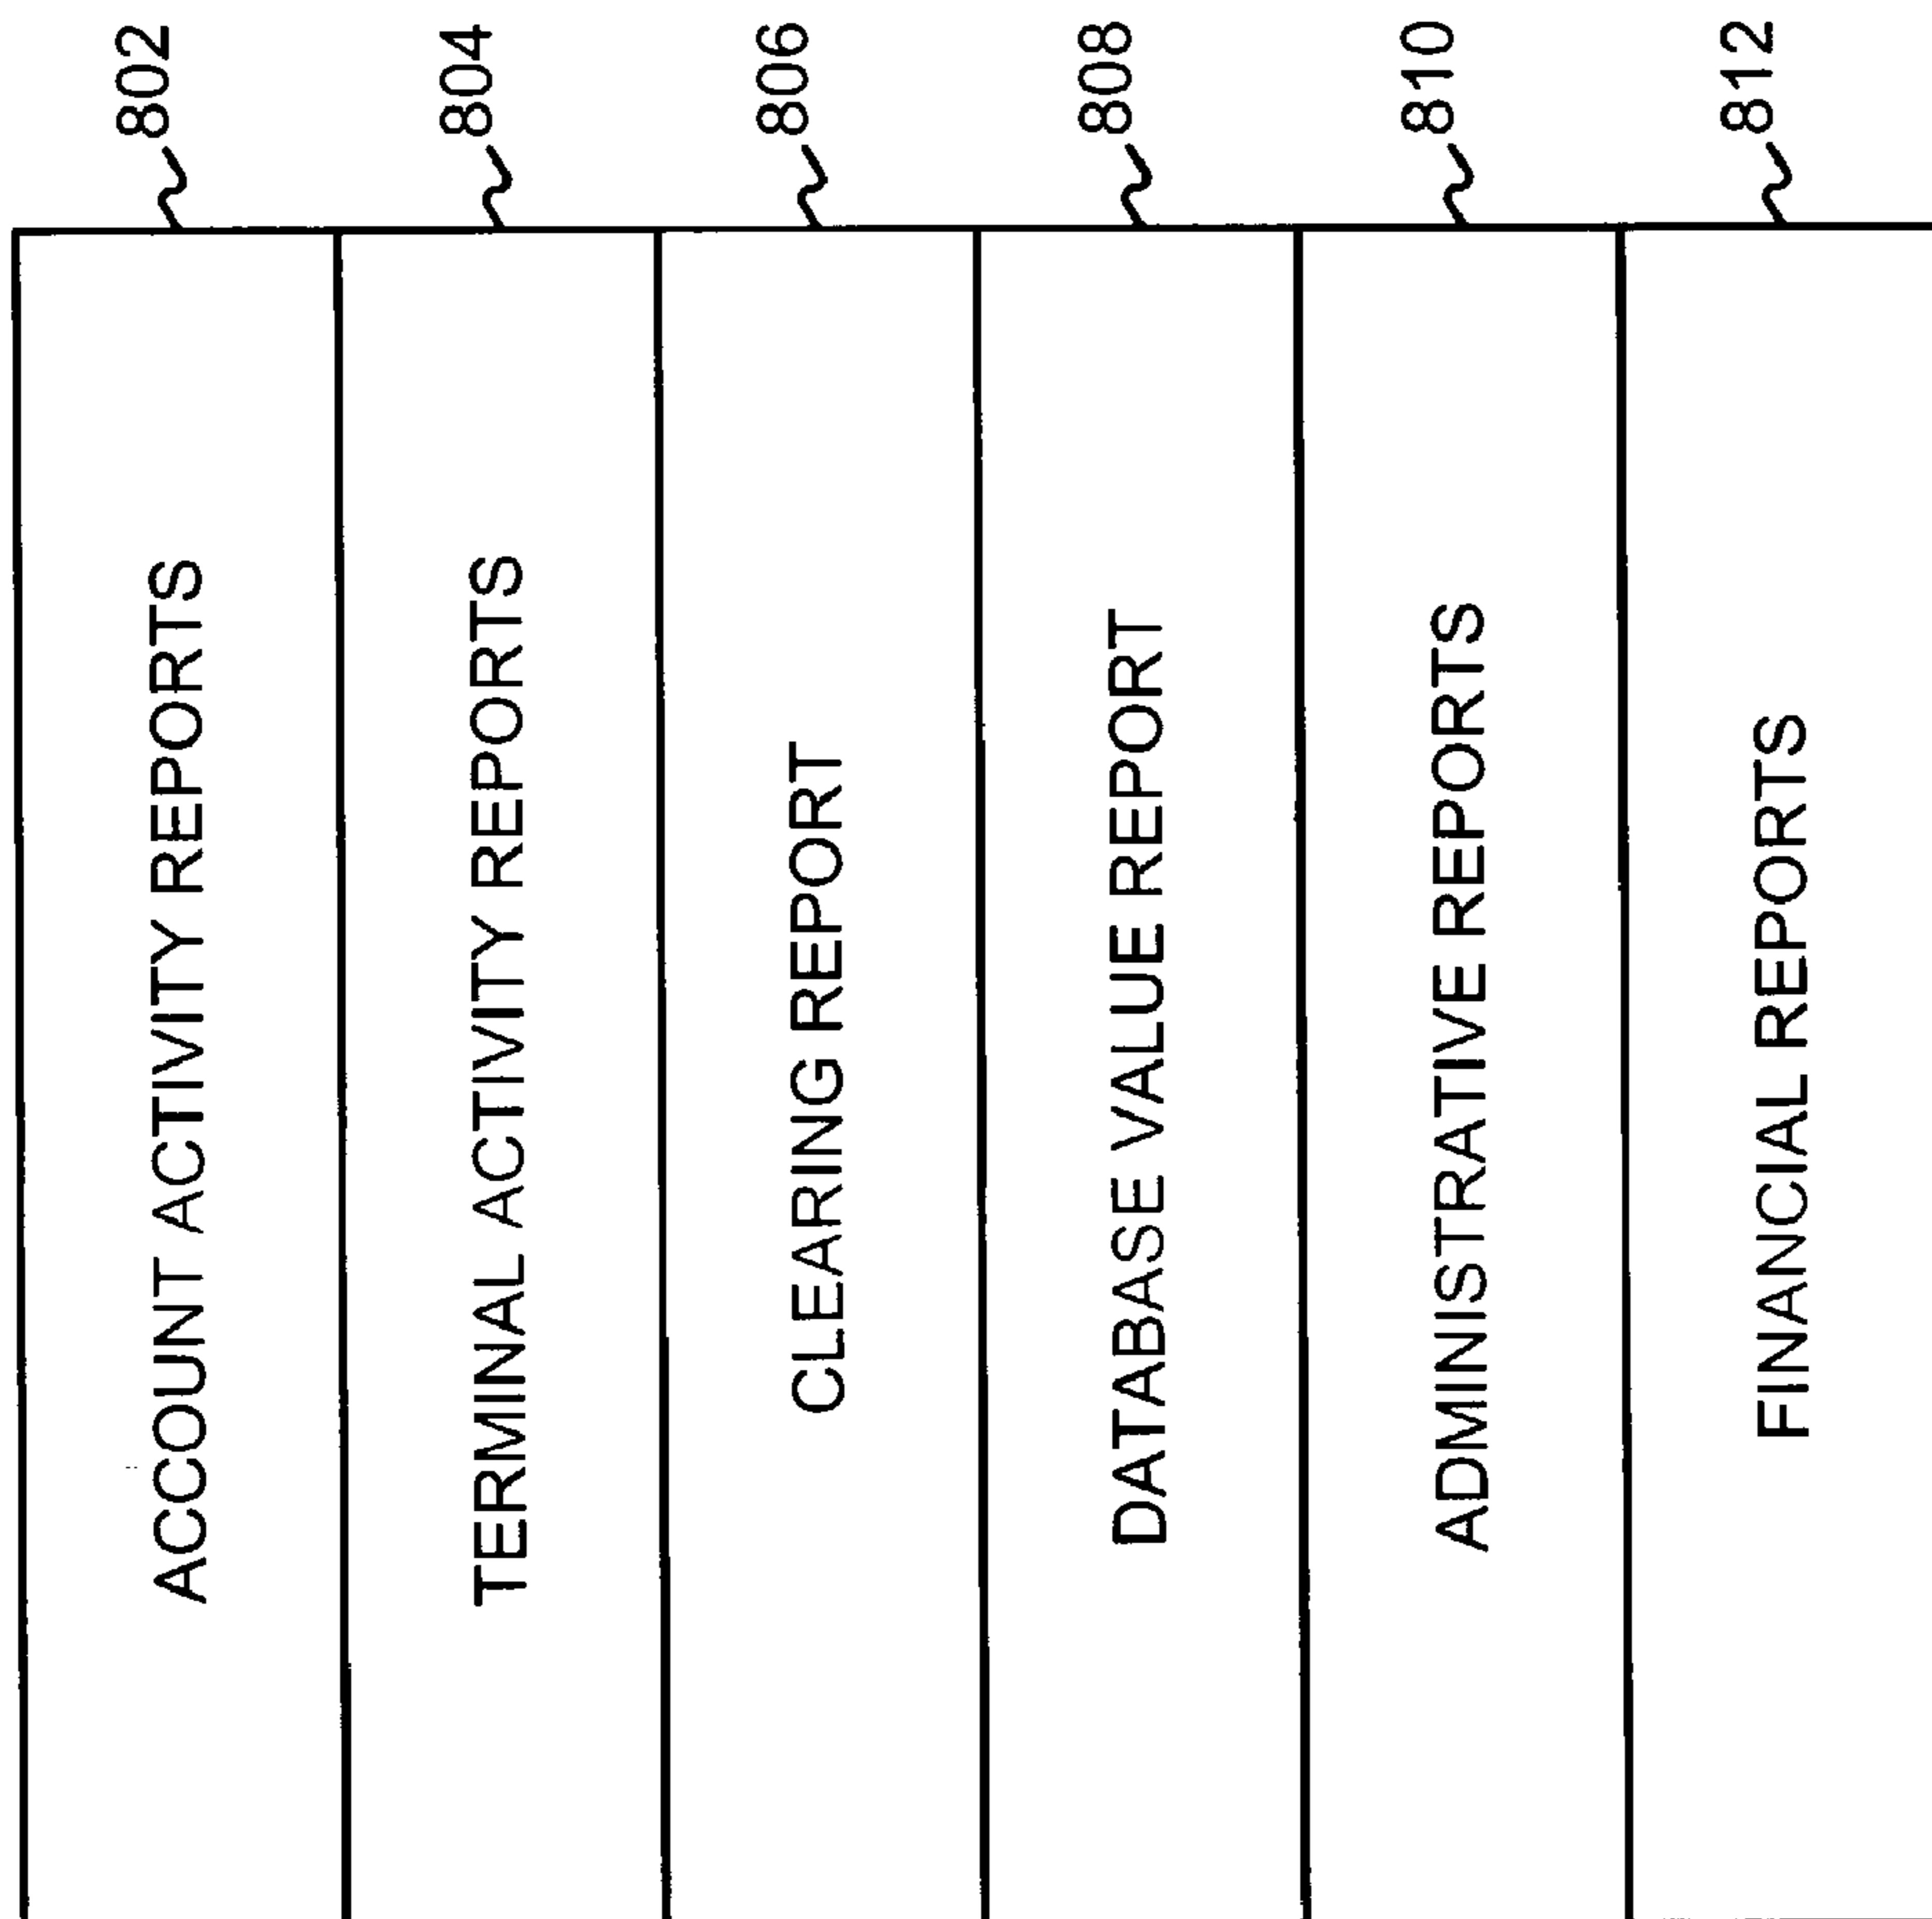 ACCOUNT ACTIVITY REPORTS 802
TERMINAL ACTIVITY REPORTS 804
CLEARING REPORT 806
DATABASE VALUE REPORT 808
ADMINISTRATIVE REPORTS 810
FINANCIAL REPORTS 812